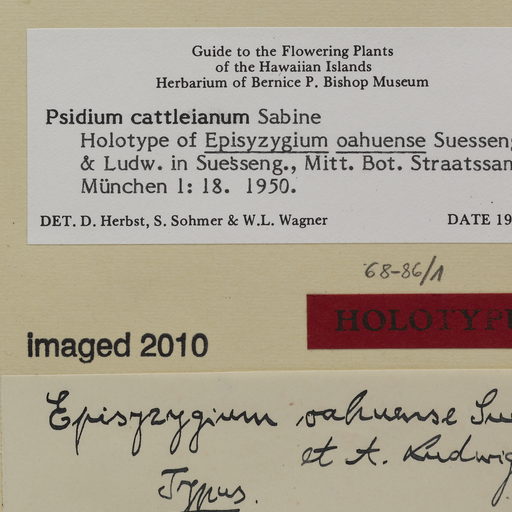 Guide to the Flowering Plants
of the Hawaiian Islands
Herbarium of Bernice P. Bishop Museum
Psidium cattleianum Sabine
Holotype of Episyzygium oahuense Suesseng
& Ludw. in Suesseng., Mitt. Bot. Straatssan
München 1: 18. 1950.
DET. D. Herbst, S. Sohmer & W.L. Wagner DATE 19
68-86/1
HOLOTYPE
imaged 2010
Episyzygium oahuense Sue
et A. Ludwig
Typus.